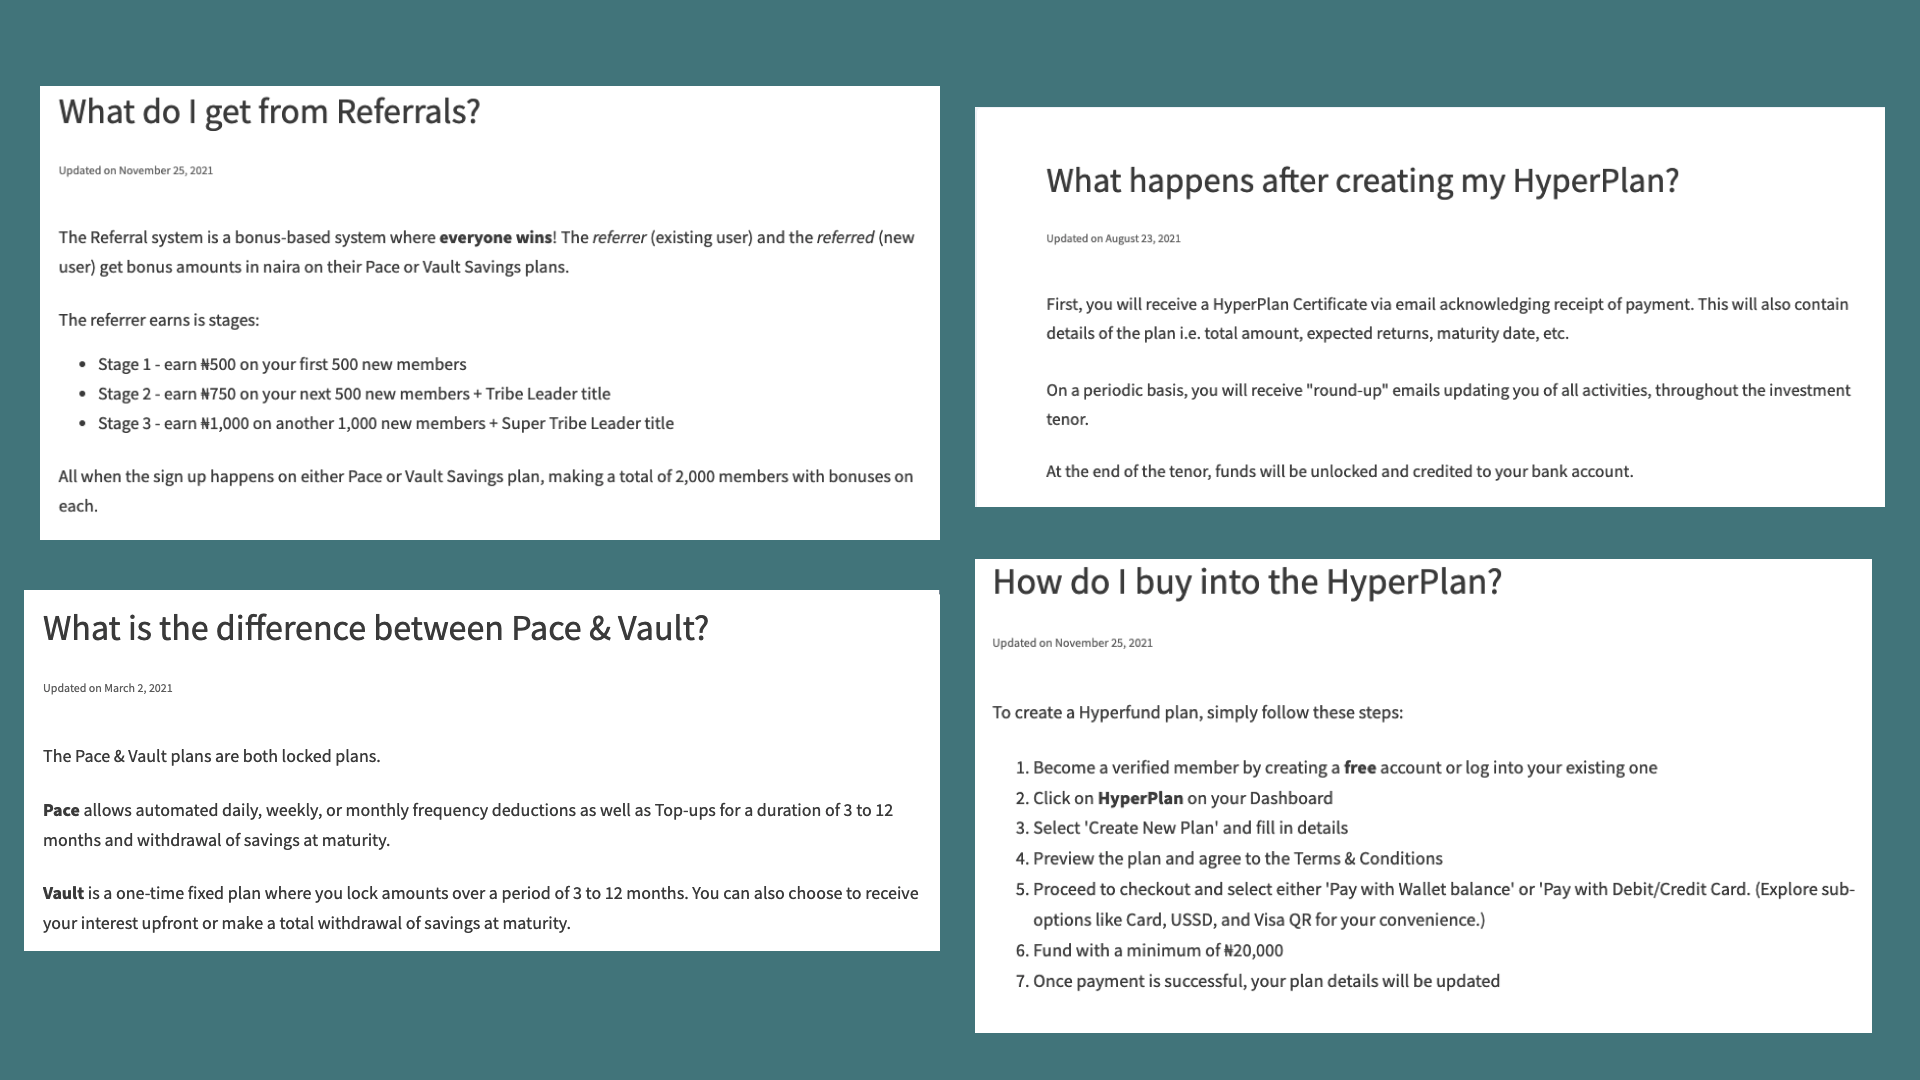 What do I get from Referrals?
Updated on November 25, 2021
The Referral system is a bonus-based system where everyone wins! The referrer (existing user) and the referred (new
user) get bonus amounts in naira on their Pace or Vault Savings plans.
The referrer earns is stages:
• Stage 1 - earn ₦500 on your first 500 new members
• Stage 2 - earn ₦750 on your next 500 new members + Tribe Leader title
• Stage 3 - earn ₦1,000 on another 1,000 new members + Super Tribe Leader title
All when the sign up happens on either Pace or Vault Savings plan, making a total of 2,000 members with bonuses on
each.
What happens after creating my HyperPlan?
Updated on August 23, 2021
First, you will receive a HyperPlan Certificate via email acknowledging receipt of payment. This will also contain
details of the plan i.e. total amount, expected returns, maturity date, etc.
On a periodic basis, you will receive "round-up" emails updating you of all activities, throughout the investment
tenor.
At the end of the tenor, funds will be unlocked and credited to your bank account.
What is the difference between Pace & Vault?
Updated on March 2, 2021
The Pace & Vault plans are both locked plans.
Pace allows automated daily, weekly, or monthly frequency deductions as well as Top-ups for a duration of 3 to 12
months and withdrawal of savings at maturity.
Vault is a one-time fixed plan where you lock amounts over a period of 3 to 12 months. You can also choose to receive
your interest upfront or make a total withdrawal of savings at maturity.
How do I buy into the HyperPlan?
Updated on November 25, 2021
To create a Hyperfund plan, simply follow these steps:
1. Become a verified member by creating a free account or log into your existing one
2. Click on HyperPlan on your Dashboard
3. Select 'Create New Plan' and fill in details
4. Preview the plan and agree to the Terms & Conditions
5. Proceed to checkout and select either 'Pay with Wallet balance' or 'Pay with Debit/Credit Card. (Explore sub-
options like Card, USSD, and Visa QR for your convenience.)
6. Fund with a minimum of ₦20,000
7. Once payment is successful, your plan details will be updated